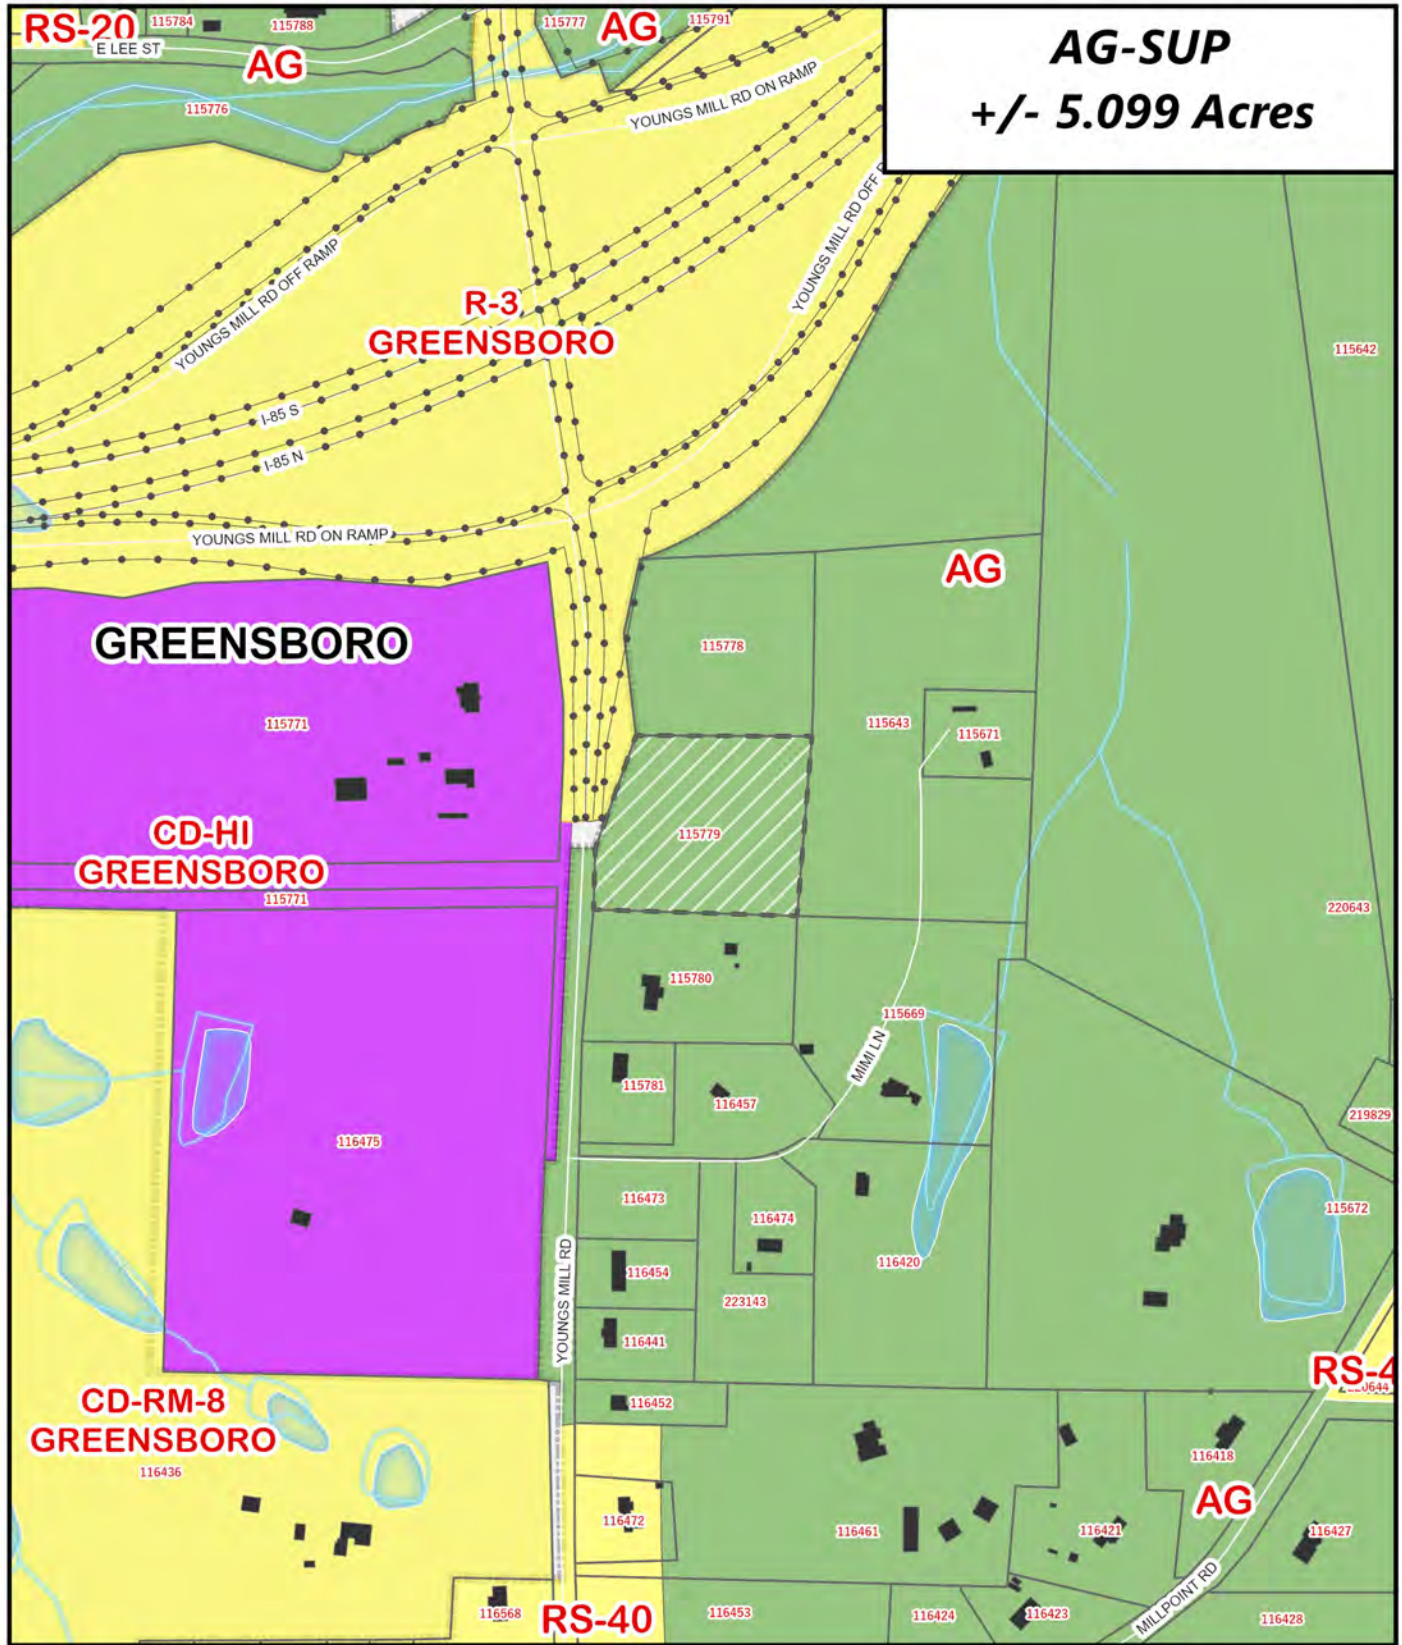 115784
115788
115777
115791
RS-20
AG
E LEE ST
AG
115776
AG-SUP
+/- 5.099 Acres
YOUNGS MILL RD ON RAMP
YOUNGS MILL RD OFF
YOUNGS MILL RD OFF RAMP
R-3
GREENSBORO
115642
I-85 S
I-85 N
YOUNGS MILL RD ON RAMP
AG
GREENSBORO
115778
115771
115643
115671
CD-HI
GREENSBORO
115779
115771
220643
115780
115669
MIMI LN
115781
116457
219829
116475
116473
116474
115672
116454
116420
223143
YOUNGS MILL RD
116441
RS-4
220644
CD-RM-8
GREENSBORO
116452
116436
116418
AG
116472
116461
116421
116427
MILLPOINT RD
116568
RS-40
116453
116424
116423
116428